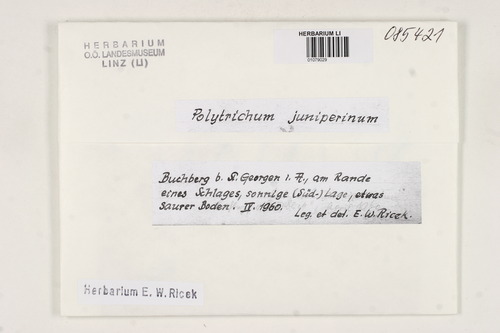 HERBARIUM
O.Ö. LANDESMUSEUM
LINZ (LI)
HERBARIUM LI
01079029
085421
Polytrichum juniperinum
Buchberg b. St. Georgen i. A., am Rande
eines Schlages, sonnige (Süd-) Lage, etwas
saurer Boden. IV. 1960.
Leg. et det. E. W. Ricek.
Herbarium E. W. Ricek